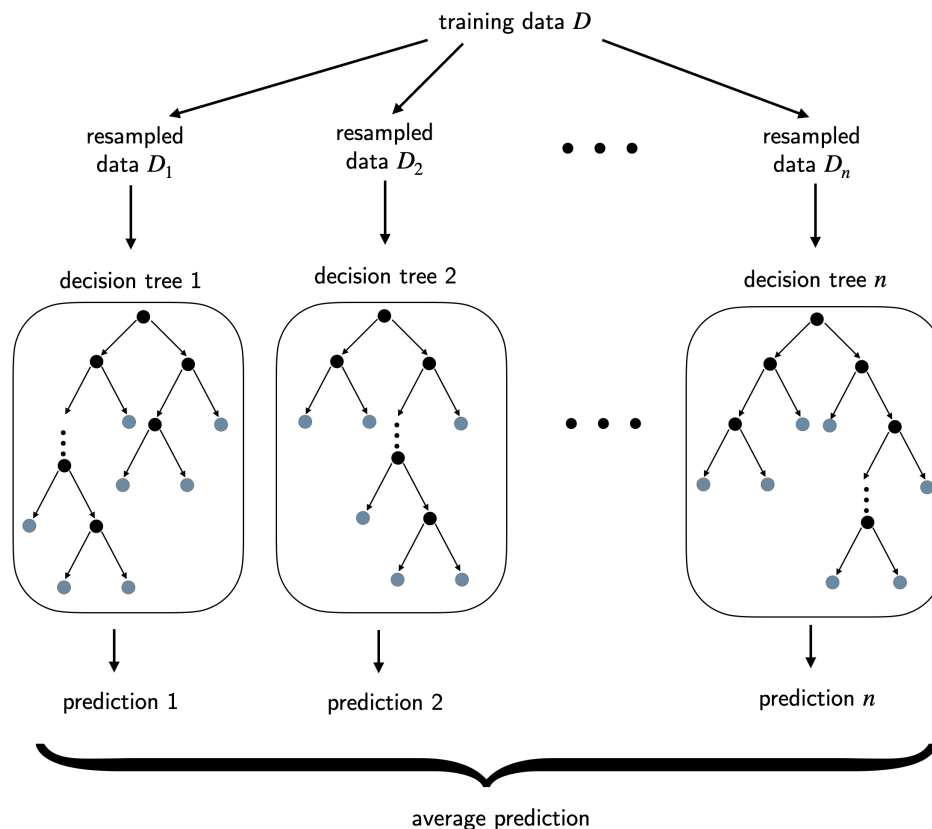 training data D
resampled
data D₁
resampled
data D₂
resampled
data Dₙ
decision tree 1
decision tree 2
decision tree n
prediction 1
prediction 2
prediction n
average prediction